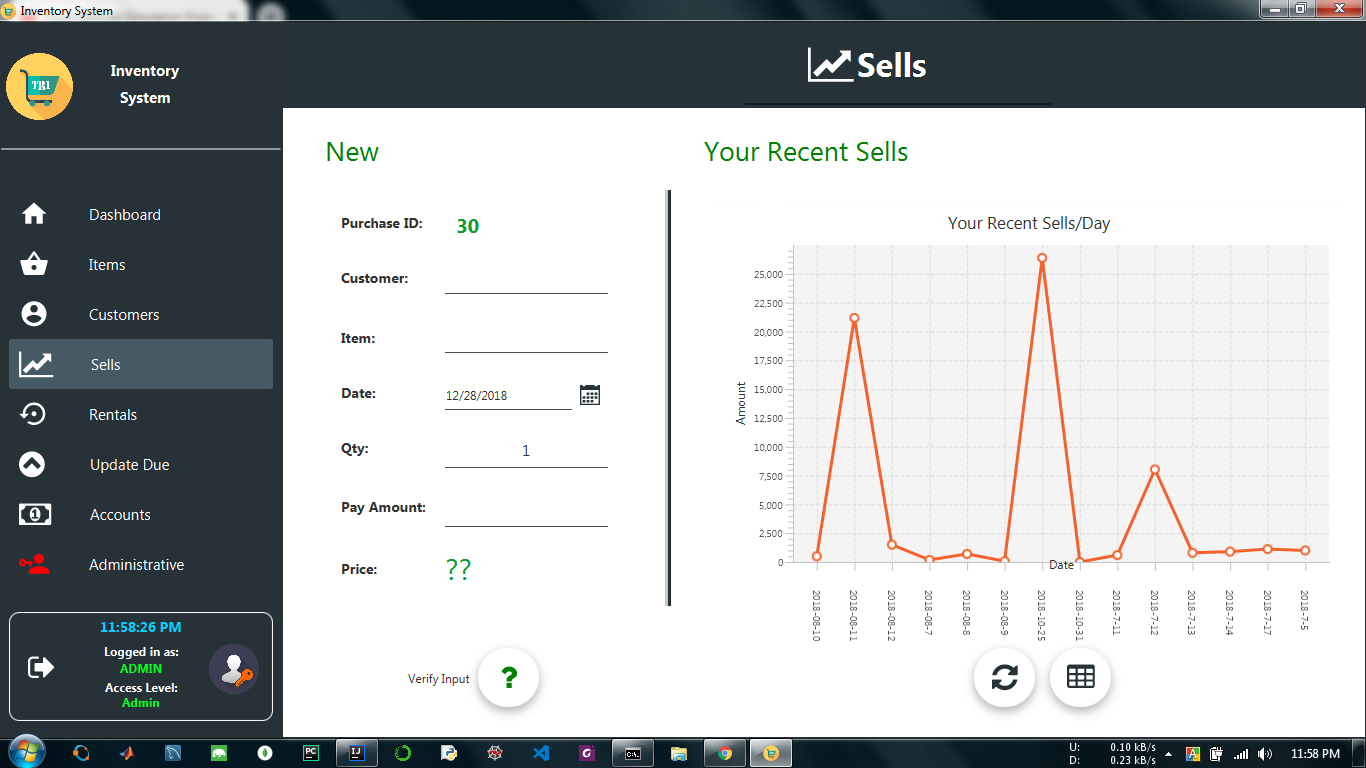 Inventory System
TRI
Inventory
System
Sells
Dashboard
Items
Customers
Sells
Rentals
Update Due
Accounts
1
Administrative
11:58:26 PM
Logged in as:
ADMIN
Access Level:
Admin
New
Purchase ID: 30
Customer:
Item:
Date: 12/28/2018
Qty: 1
Pay Amount:
Price: ??
Verify Input ?
Your Recent Sells
Your Recent Sells/Day
Amount
25,000
22,500
20,000
17,500
15,000
12,500
10,000
7,500
5,000
2,500
0
Date
2018-08-10
2018-08-11
2018-08-12
2018-08-7
2018-08-8
2018-08-9
2018-10-25
2018-10-31
2018-7-11
2018-7-12
2018-7-13
2018-7-14
2018-7-17
2018-7-5
PC
IJ
C:\.
U: 0.10 kB/s
D: 0.23 kB/s
A
11:58 PM